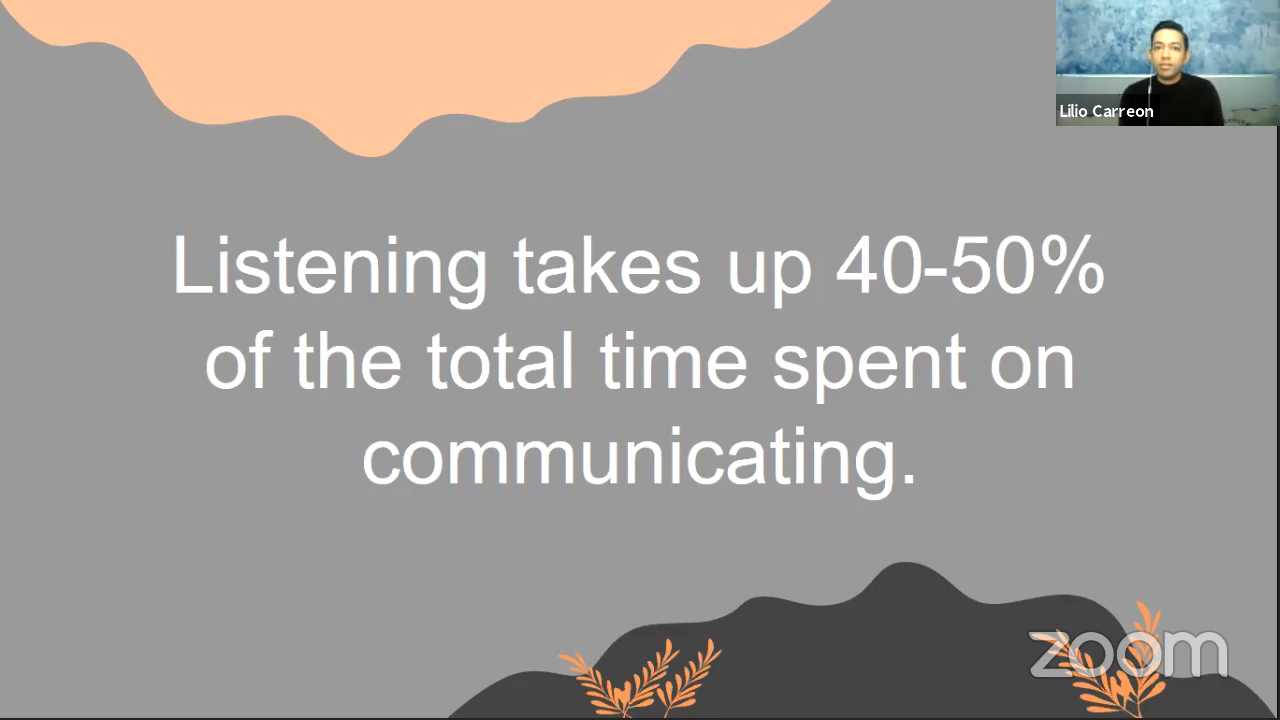 Lilio Carreon
Listening takes up 40-50%
of the total time spent on
communicating.
zoom